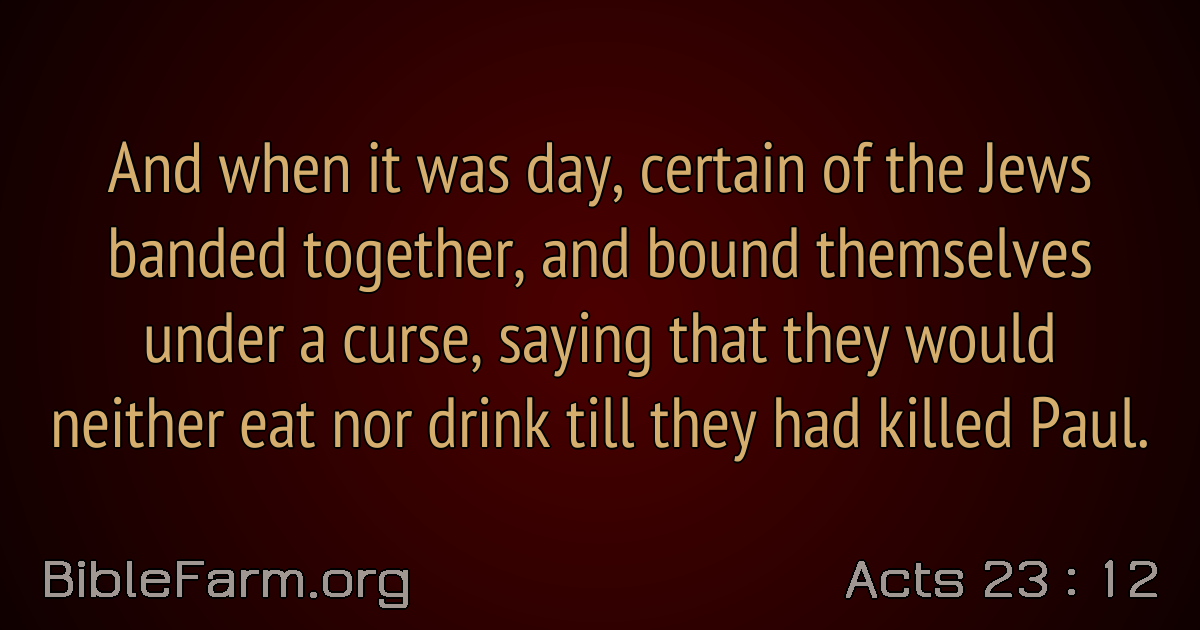 And when it was day, certain of the Jews
banded together, and bound themselves
under a curse, saying that they would
neither eat nor drink till they had killed Paul.
BibleFarm.org
Acts 23 : 12